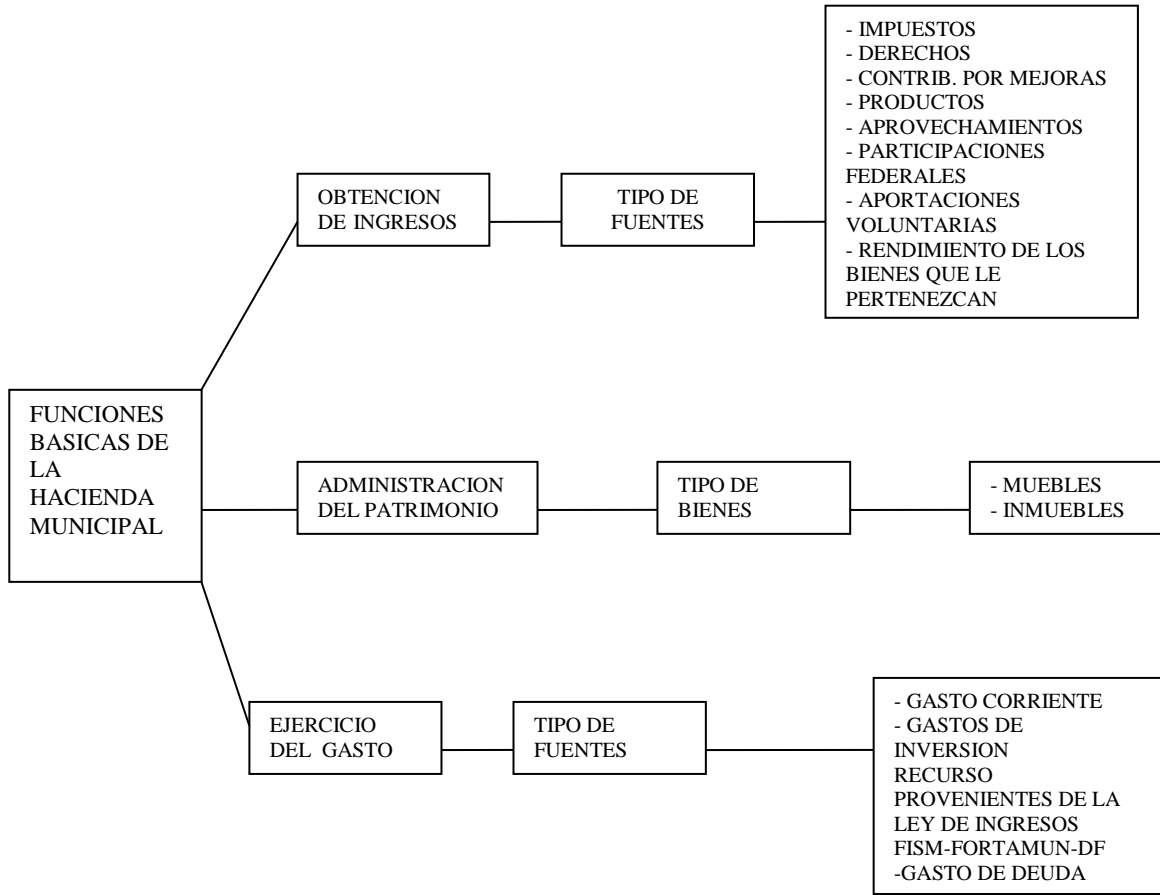 - IMPUESTOS
- DERECHOS
- CONTRIB. POR MEJORAS
- PRODUCTOS
- APROVECHAMIENTOS
- PARTICIPACIONES
FEDERALES
- APORTACIONES
VOLUNTARIAS
- RENDIMIENTO DE LOS
BIENES QUE LE
PERTENEZCAN
OBTENCION
DE INGRESOS
TIPO DE
FUENTES
FUNCIONES
BASICAS DE
LA
HACIENDA
MUNICIPAL
ADMINISTRACION
DEL PATRIMONIO
TIPO DE
BIENES
- MUEBLES
- INMUEBLES
EJERCICIO
DEL GASTO
TIPO DE
FUENTES
- GASTO CORRIENTE
- GASTOS DE
INVERSION
RECURSO
PROVENIENTES DE LA
LEY DE INGRESOS
FISM-FORTAMUN-DF
-GASTO DE DEUDA